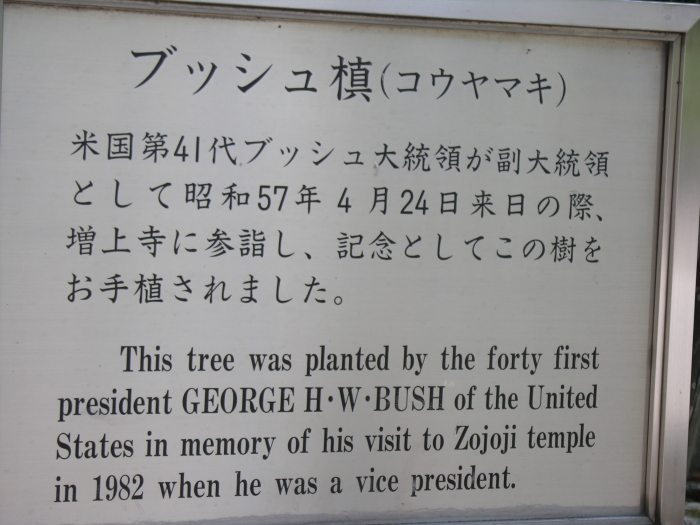 ブッシュ槙(コウヤマキ)
米国第41代ブッシュ大統領が副大統領
として昭和57年4月24日来日の際、
増上寺に参詣し、記念としてこの樹を
お手植されました。
This tree was planted by the forty first
president GEORGE H·W·BUSH of the United
States in memory of his visit to Zojoji temple
in 1982 when he was a vice president.